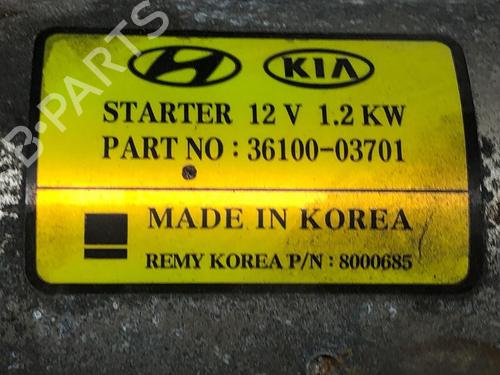 KIA
STARTER 12 V 1.2 KW
PART NO : 36100-03701
MADE IN KOREA
REMY KOREA P/N : 8000685
B-PARTS